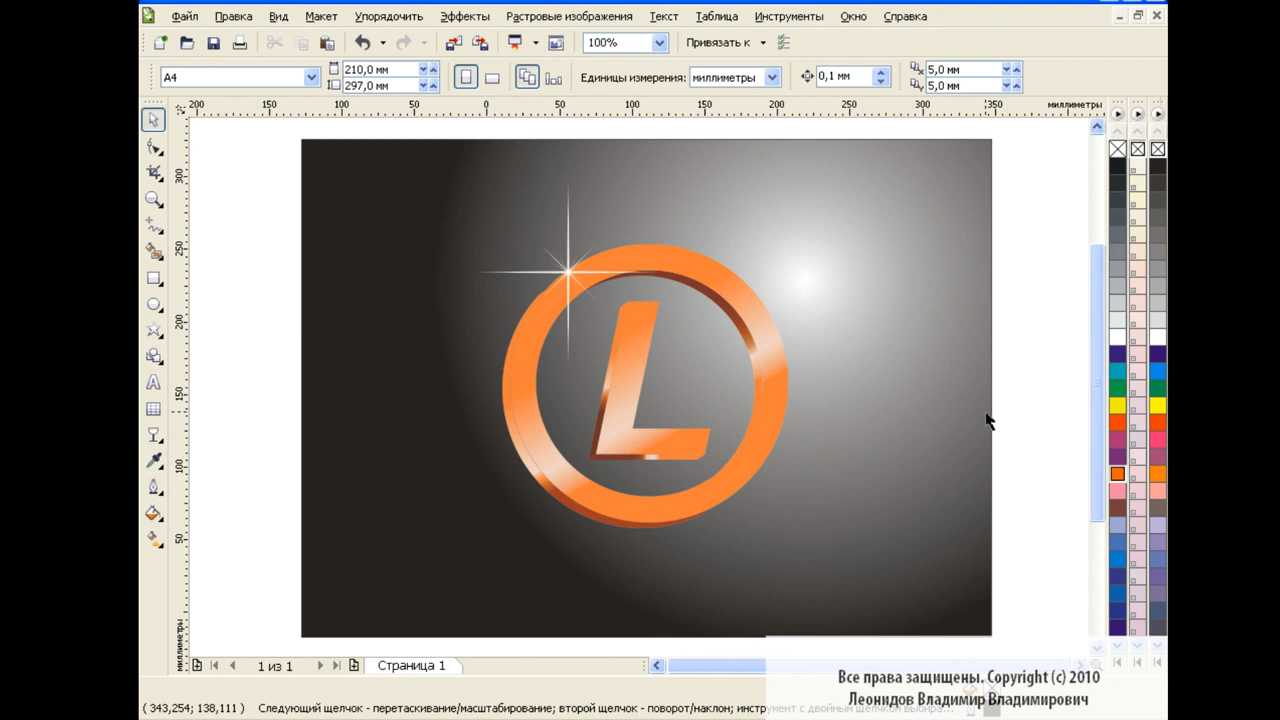 Файл Правка Вид Макет Упорядочить Эффекты Растровые изображения Текст Таблица Инструменты Окно Справка
100% Привязать к
A4 210,0 мм 297,0 мм Единицы измерения: миллиметры 0,1 мм 5,0 мм 5,0 мм
200 150 100 50 0 50 100 150 200 250 300 350 миллиметры
300
250
200
150
100
50
миллиметры
L
1 из 1 Страница 1
Все права защищены. Copyright (c) 2010
Леонидов Владимир Владимирович
( 343,254; 138,111 ) Следующий щелчок - перетаскивание/масштабирование; второй щелчок - поворот/наклон; инструмент с двойным щелчком выбира...